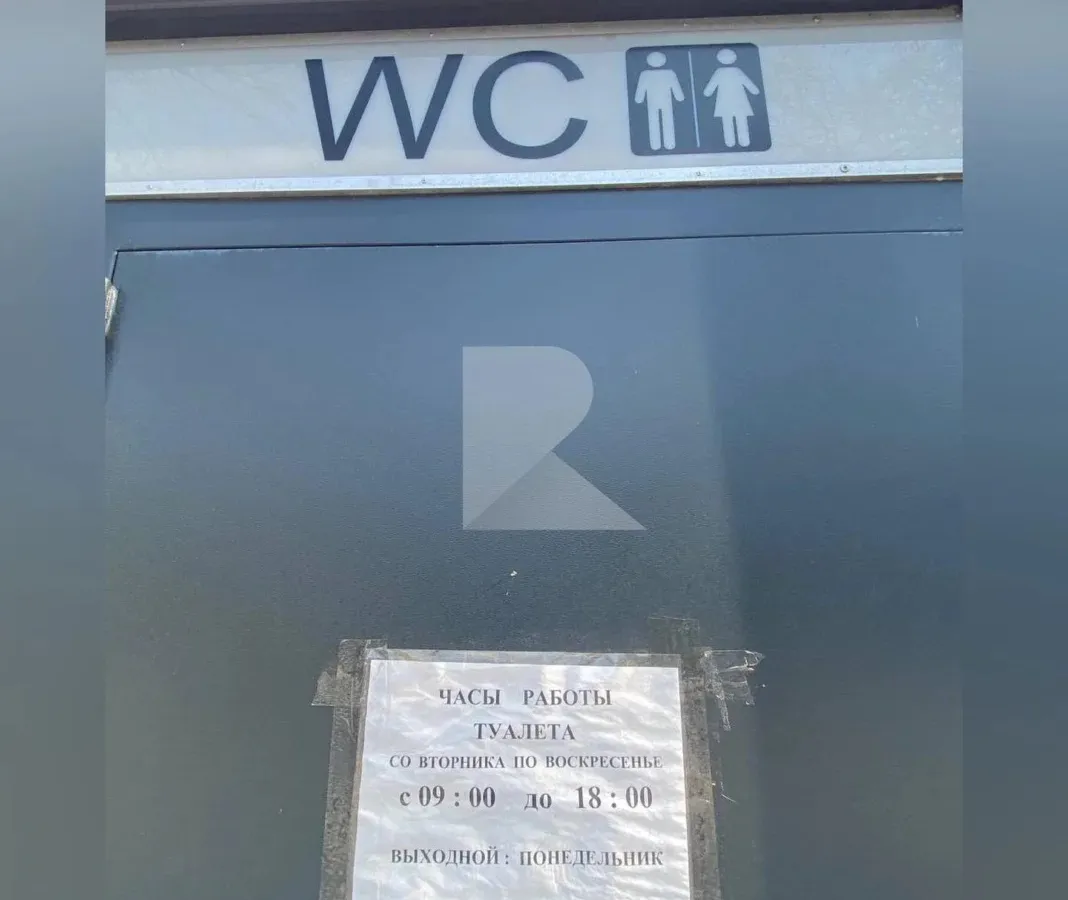 WC
ЧАСЫ РАБОТЫ
ТУАЛЕТА
СО ВТОРНИКА ПО ВОСКРЕСЕНЬЕ
с 09 : 00 до 18 : 00
ВЫХОДНОЙ : ПОНЕДЕЛЬНИК